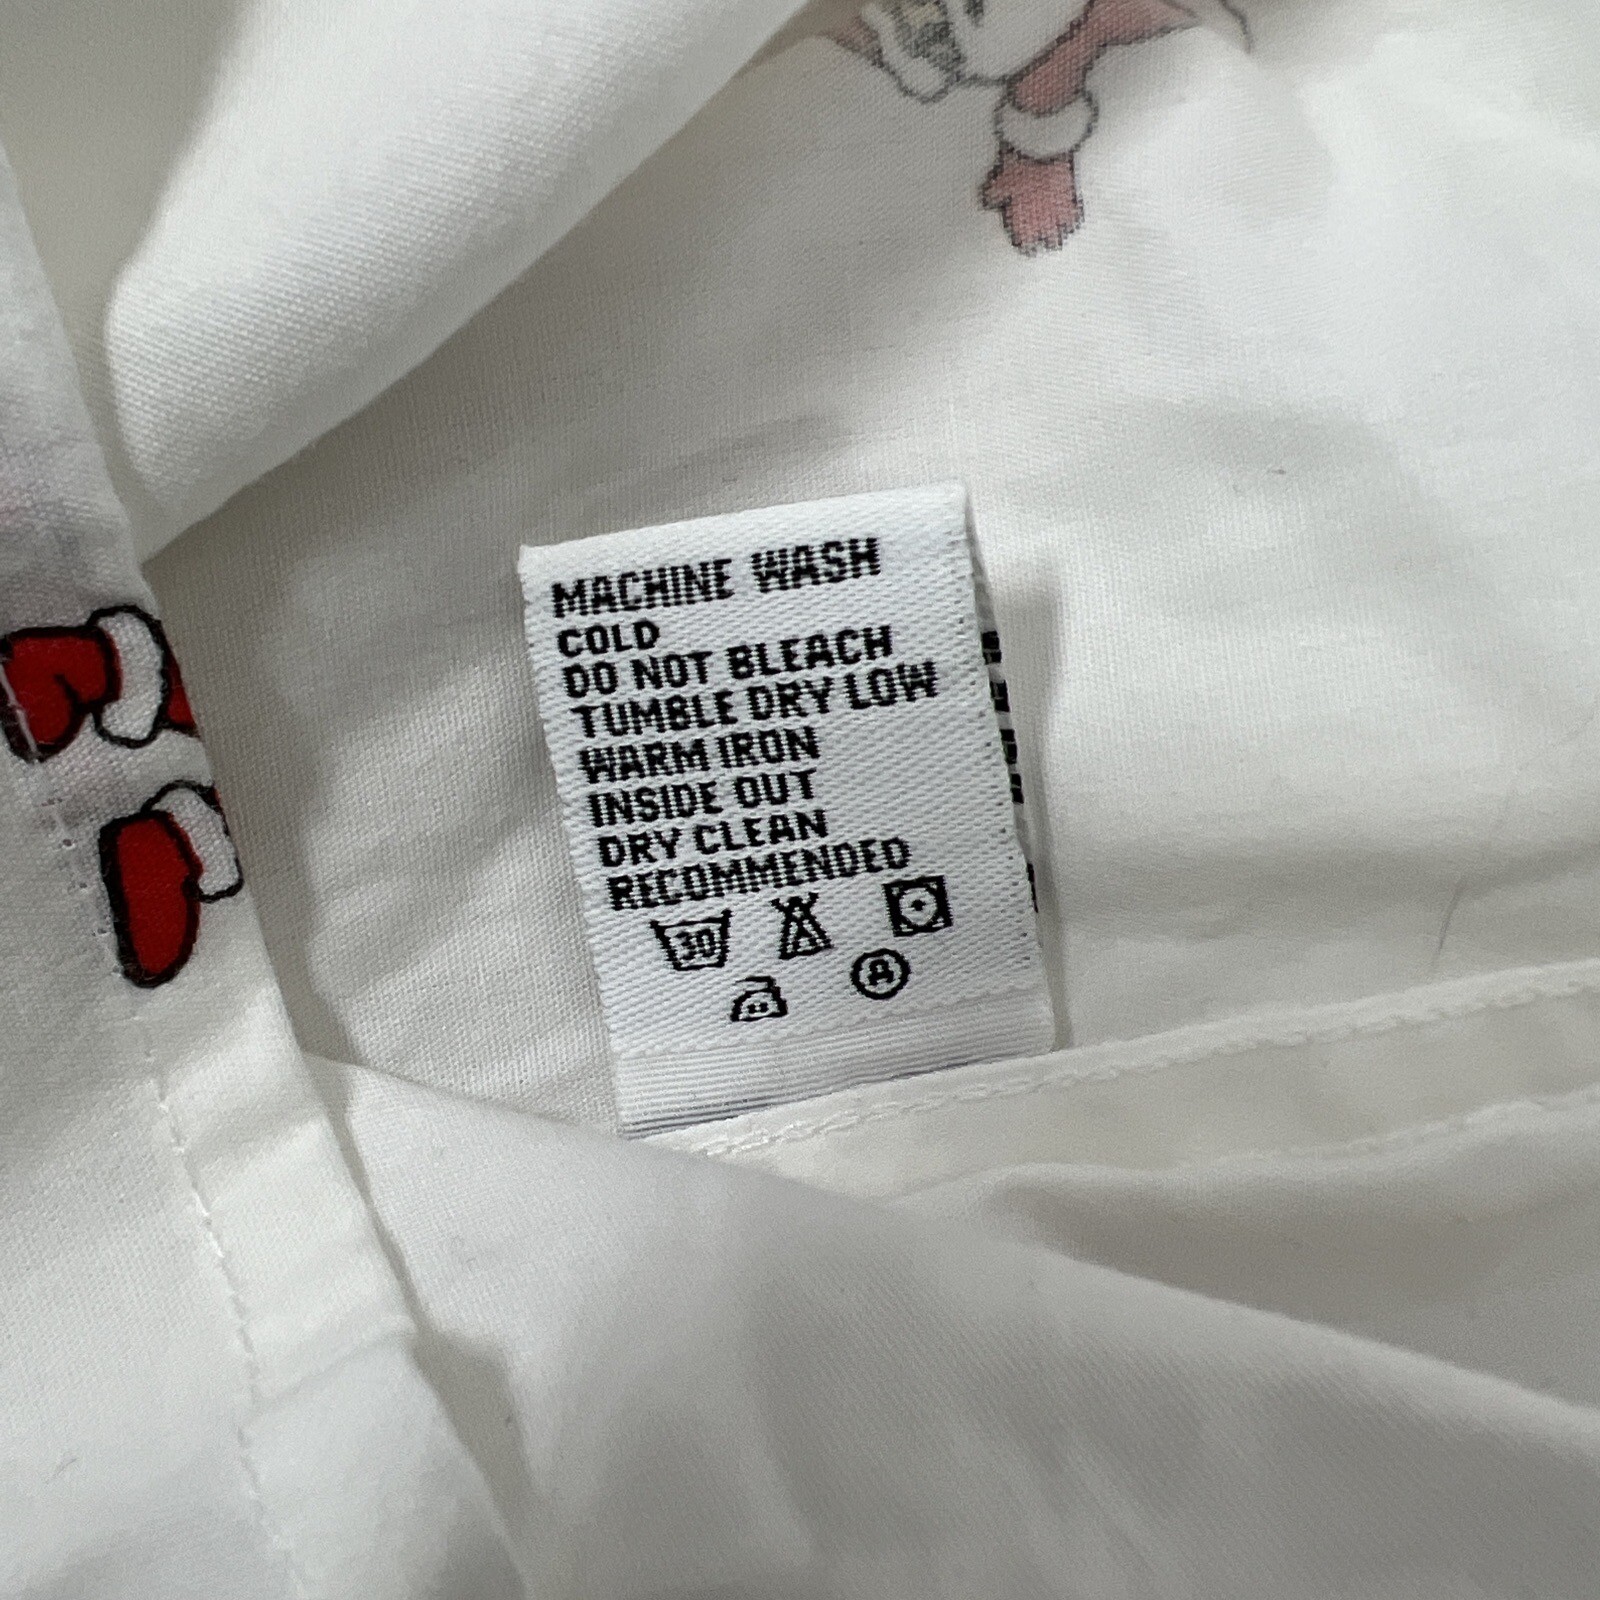 MACHINE WASH
COLD
DO NOT BLEACH
TUMBLE DRY LOW
WARM IRON
INSIDE OUT
DRY CLEAN
RECOMMENDED
30
A